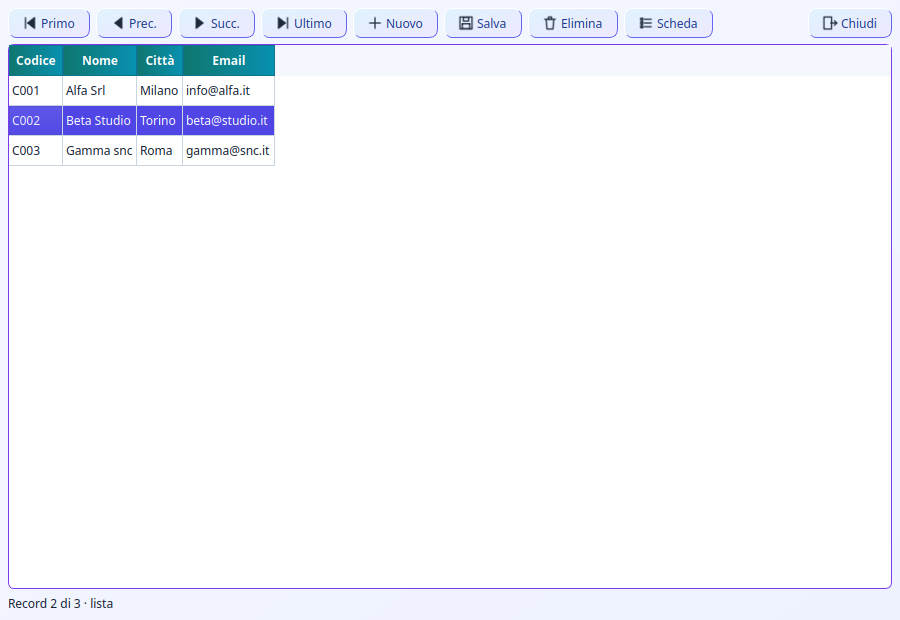 Primo Prec. Succ. Ultimo Nuovo Salva Elimina Scheda Chiudi
Codice Nome Città Email
C001 Alfa Srl Milano info@alfa.it
C002 Beta Studio Torino beta@studio.it
C003 Gamma snc Roma gamma@snc.it
Record 2 di 3 · lista